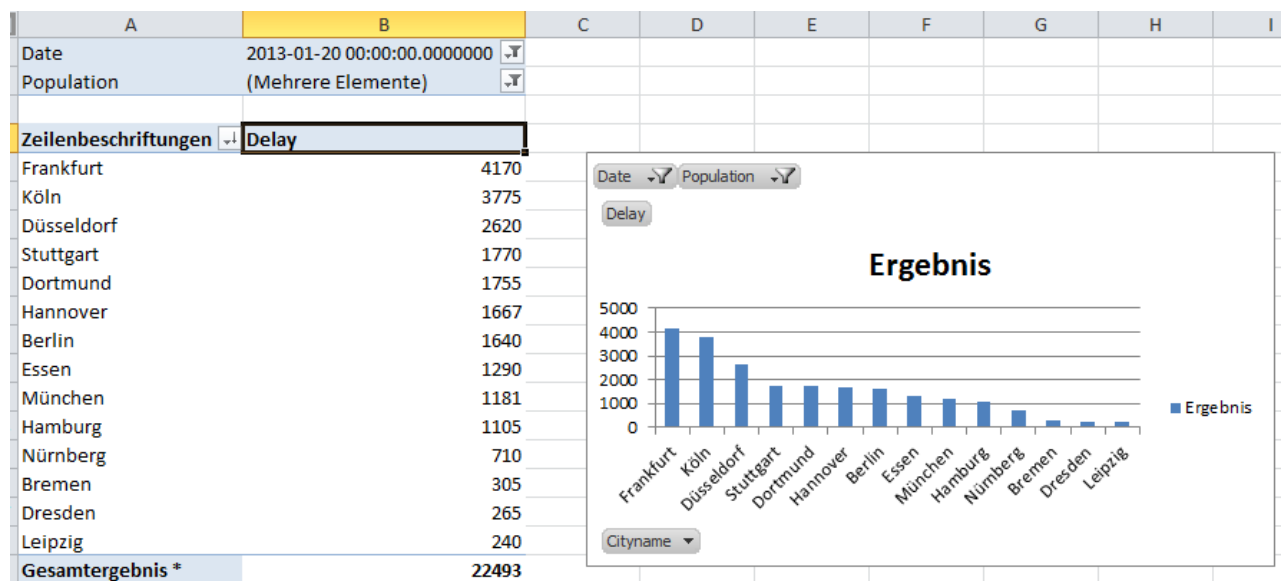 A B C D E F G H I
Date 2013-01-20 00:00:00.0000000
Population (Mehrere Elemente)
Zeilenbeschriftungen Delay
Frankfurt 4170
Köln 3775
Düsseldorf 2620
Stuttgart 1770
Dortmund 1755
Hannover 1667
Berlin 1640
Essen 1290
München 1181
Hamburg 1105
Nürnberg 710
Bremen 305
Dresden 265
Leipzig 240
Gesamtergebnis * 22493
Date Population
Delay
Ergebnis
5000
4000
3000
2000
1000
0
Ergebnis
Frankfurt Köln Düsseldorf Stuttgart Dortmund Hannover Berlin Essen München Hamburg Nürnberg Bremen Dresden Leipzig
Cityname